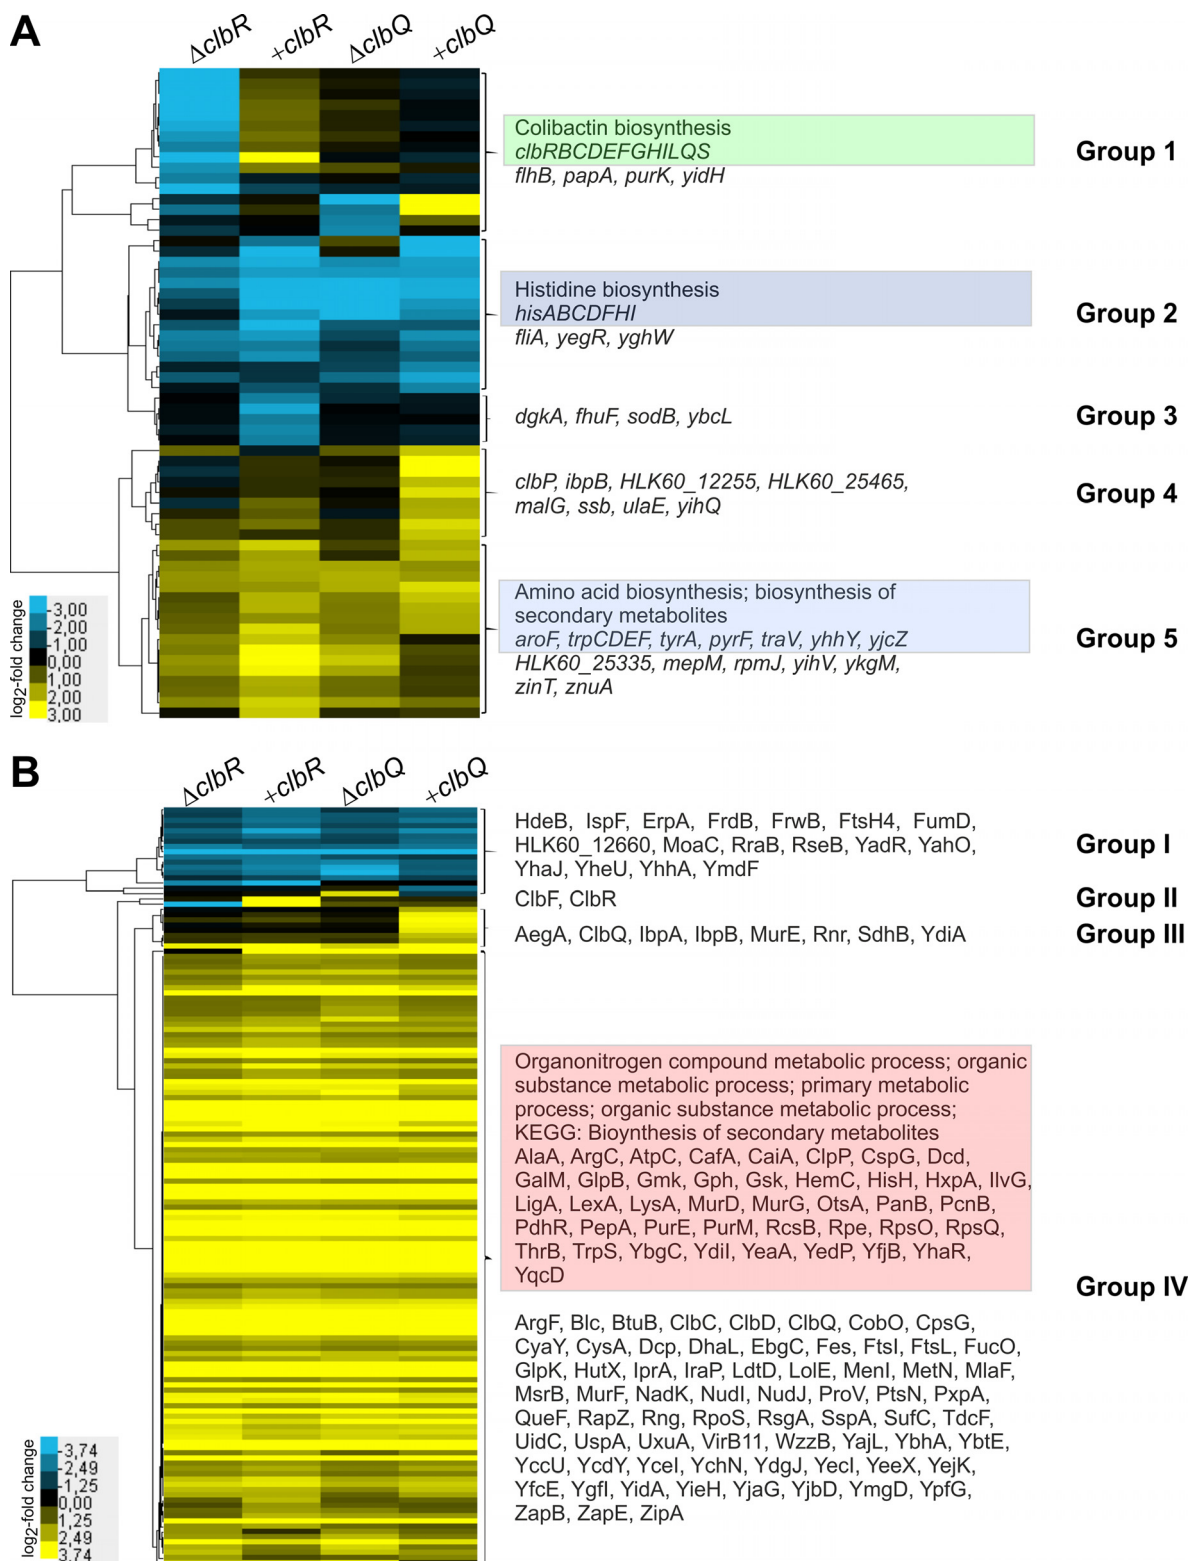 A
ΔclbR +clbR ΔclbQ +clbQ
Colibactin biosynthesis
clbRBCDEFGHILQS
flhB, papA, purK, yidH
Group 1
Histidine biosynthesis
hisABCDFHI
fliA, yegR, yghW
Group 2
dgkA, fhuF, sodB, ybcL
Group 3
clbP, ibpB, HLK60_12255, HLK60_25465,
malG, ssb, ulaE, yihQ
Group 4
Amino acid biosynthesis; biosynthesis of
secondary metabolites
aroF, trpCDEF, tyrA, pyrF, traV, yhhY, yjcZ
HLK60_25335, mepM, rpmJ, yihV, ykgM,
zinT, znuA
Group 5
log2-fold change
-3,00
-2,00
-1,00
0,00
1,00
2,00
3,00
B
ΔclbR +clbR ΔclbQ +clbQ
HdeB, IspF, ErpA, FrdB, FrwB, FtsH4, FumD,
HLK60_12660, MoaC, RraB, RseB, YadR, YahO,
YhaJ, YheU, YhhA, YmdF
Group I
ClbF, ClbR
Group II
AegA, ClbQ, IbpA, IbpB, MurE, Rnr, SdhB, YdiA
Group III
Organonitrogen compound metabolic process; organic
substance metabolic process; primary metabolic
process; organic substance metabolic process;
KEGG: Bioynthesis of secondary metabolites
AlaA, ArgC, AtpC, CafA, CaiA, ClpP, CspG, Dcd,
GalM, GlpB, Gmk, Gph, Gsk, HemC, HisH, HxpA, IlvG,
LigA, LexA, LysA, MurD, MurG, OtsA, PanB, PcnB,
PdhR, PepA, PurE, PurM, RcsB, Rpe, RpsO, RpsQ,
ThrB, TrpS, YbgC, YdiI, YeaA, YedP, YfjB, YhaR,
YqcD
Group IV
ArgF, Blc, BtuB, ClbC, ClbD, ClbQ, CobO, CpsG,
CyaY, CysA, Dcp, DhaL, EbgC, Fes, FtsI, FtsL, FucO,
GlpK, HutX, IprA, IraP, LdtD, LolE, MenI, MetN, MlaF,
MsrB, MurF, NadK, NudI, NudJ, ProV, PtsN, PxpA,
QueF, RapZ, Rng, RpoS, RsgA, SspA, SufC, TdcF,
UidC, UspA, UxuA, VirB11, WzzB, YajL, YbhA, YbtE,
YccU, YcdY, YceI, YchN, YdgJ, YecI, YeeX, YejK,
YfcE, YgfI, YidA, YieH, YjaG, YjbD, YmgD, YpfG,
ZapB, ZapE, ZipA
log2-fold change
-3,74
-2,49
-1,25
0,00
1,25
2,49
3,74